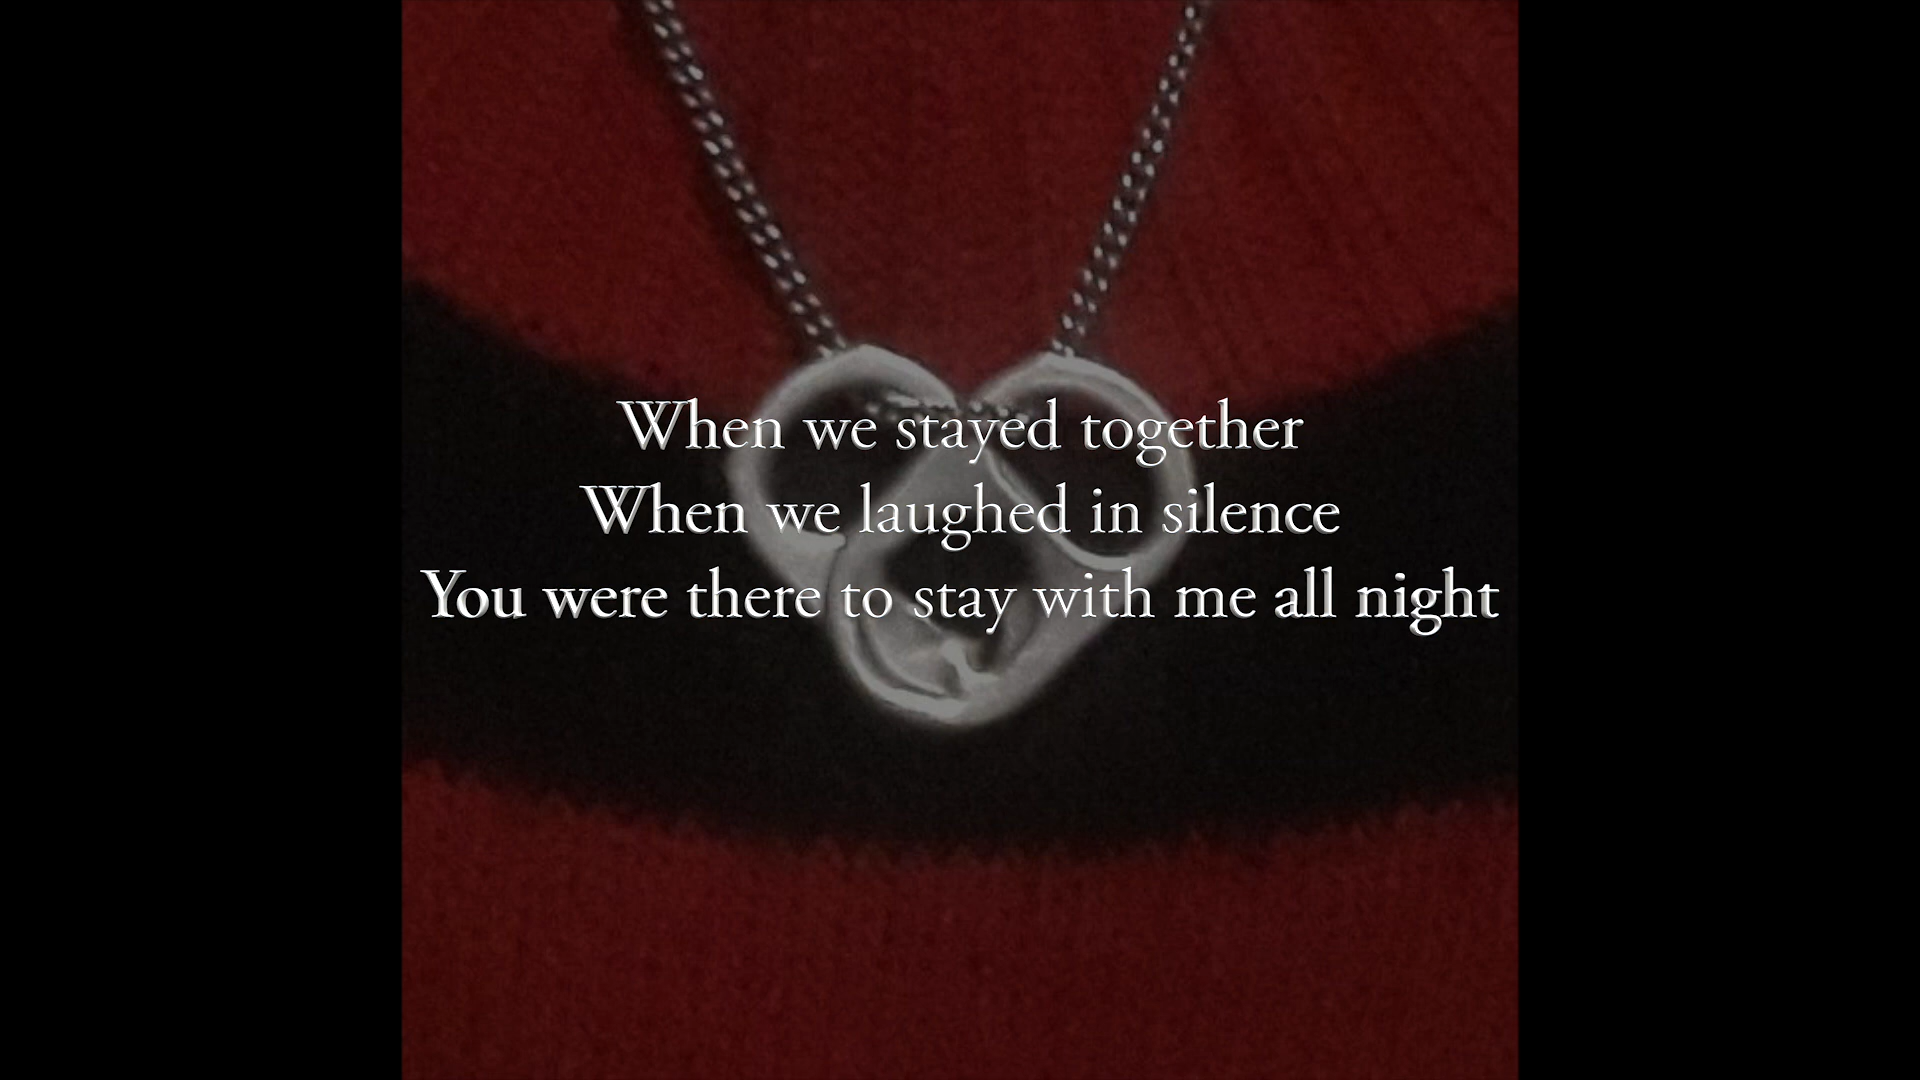 When we stayed together
When we laughed in silence
You were there to stay with me all night